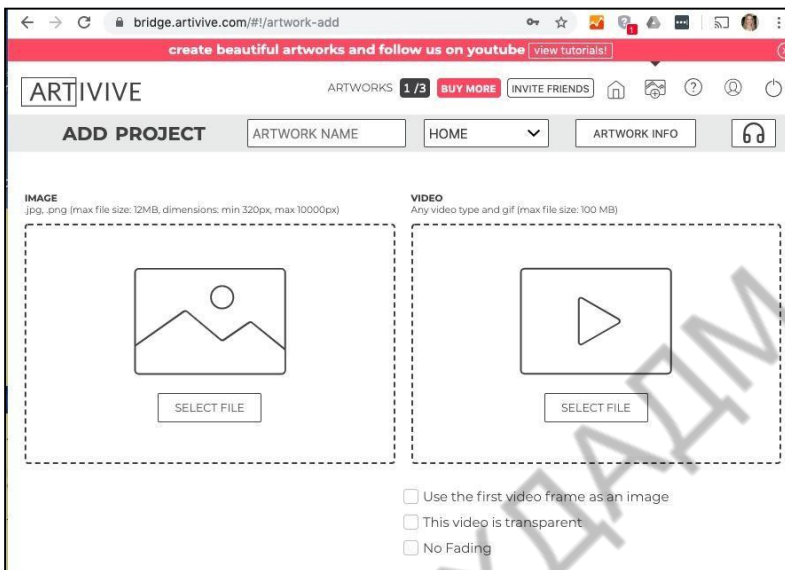 bridge.artivive.com/#!/artwork-add
create beautiful artworks and follow us on youtube view tutorials!
ARTIVIVE ARTWORKS 1 /3 BUY MORE INVITE FRIENDS ?
ADD PROJECT ARTWORK NAME HOME ARTWORK INFO
IMAGE
.jpg, .png (max file size: 12MB, dimensions: min 320px, max 10000px)
VIDEO
Any video type and gif (max file size: 100 MB)
SELECT FILE SELECT FILE
Use the first video frame as an image
This video is transparent
No Fading
ДАДМ